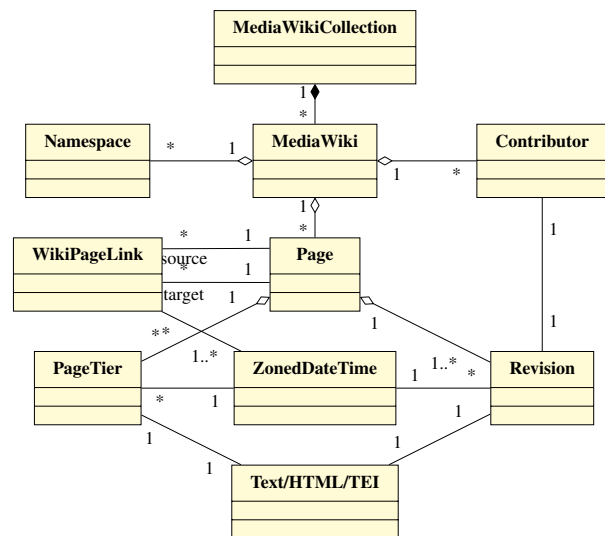 MediaWikiCollection
1
*
Namespace
*
1
MediaWiki
1
*
Contributor
1
*
1
WikiPageLink
*
1
source
*
1
target
Page
1
1
1
*
*
1..*
1..*
*
PageTier
*
1
ZonedDateTime
1
Revision
1
1
1
1
Text/HTML/TEI